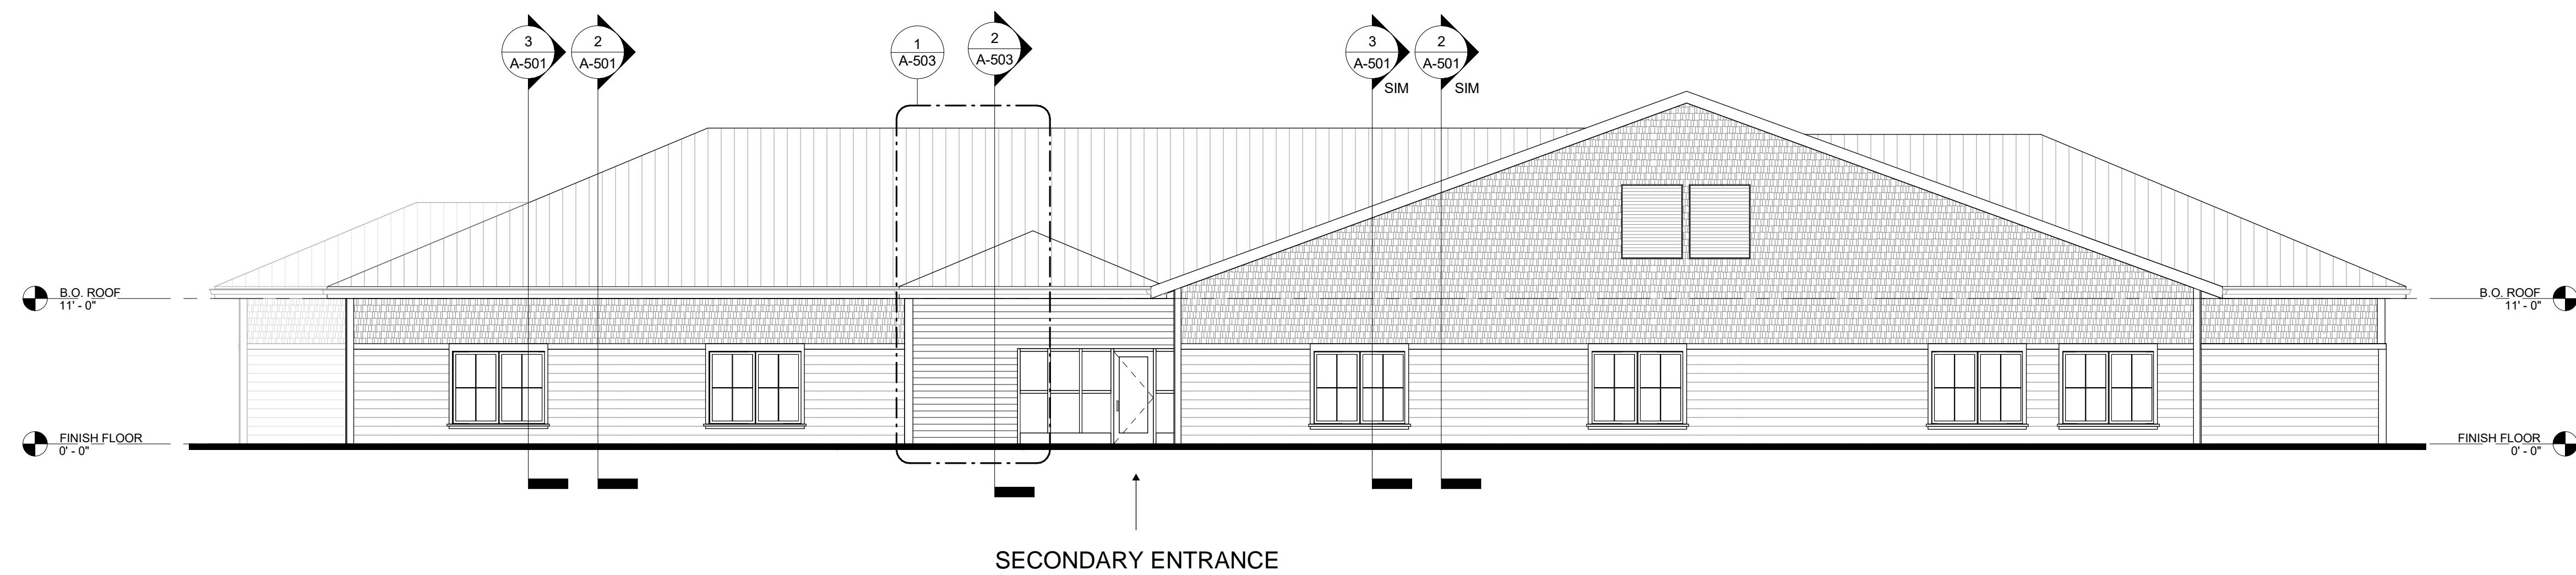 3
A-501
2
A-501
1
A-503
2
A-503
3
A-501
SIM
2
A-501
SIM
B.O. ROOF
11' - 0"
B.O. ROOF
11' - 0"
FINISH FLOOR
0' - 0"
FINISH FLOOR
0' - 0"
SECONDARY ENTRANCE